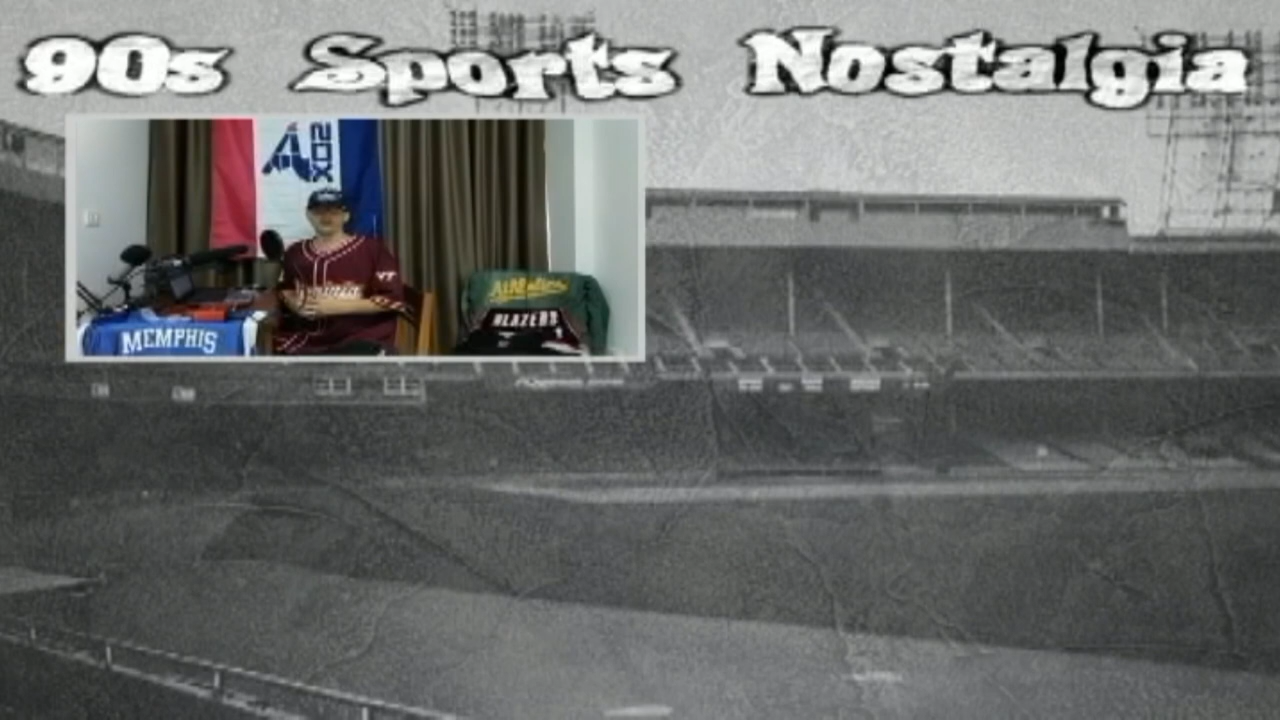 90s Sports Nostalgia
VT
MEMPHIS
Athletics
BLAZERS